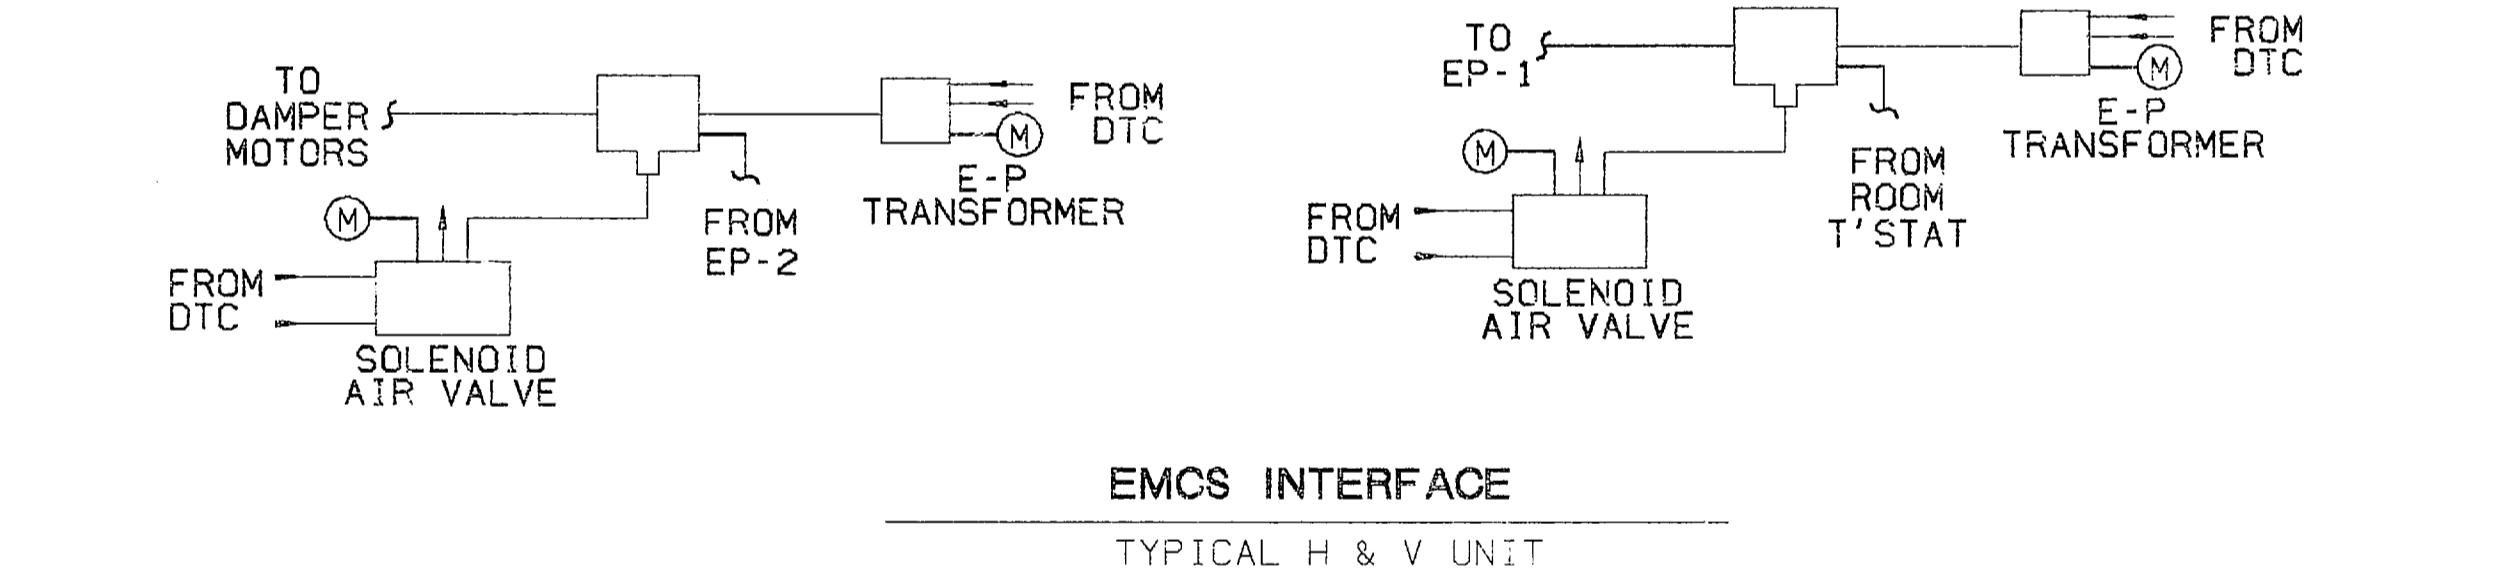 TO
DAMPER
MOTORS
FROM
DTC
M
E-P
TRANSFORMER
M
FROM
EP-2
FROM
DTC
SOLENOID
AIR VALVE
TO
EP-1
FROM
DTC
M
E-P
TRANSFORMER
M
FROM
ROOM
T'STAT
FROM
DTC
SOLENOID
AIR VALVE
EMCS INTERFACE
TYPICAL H & V UNIT